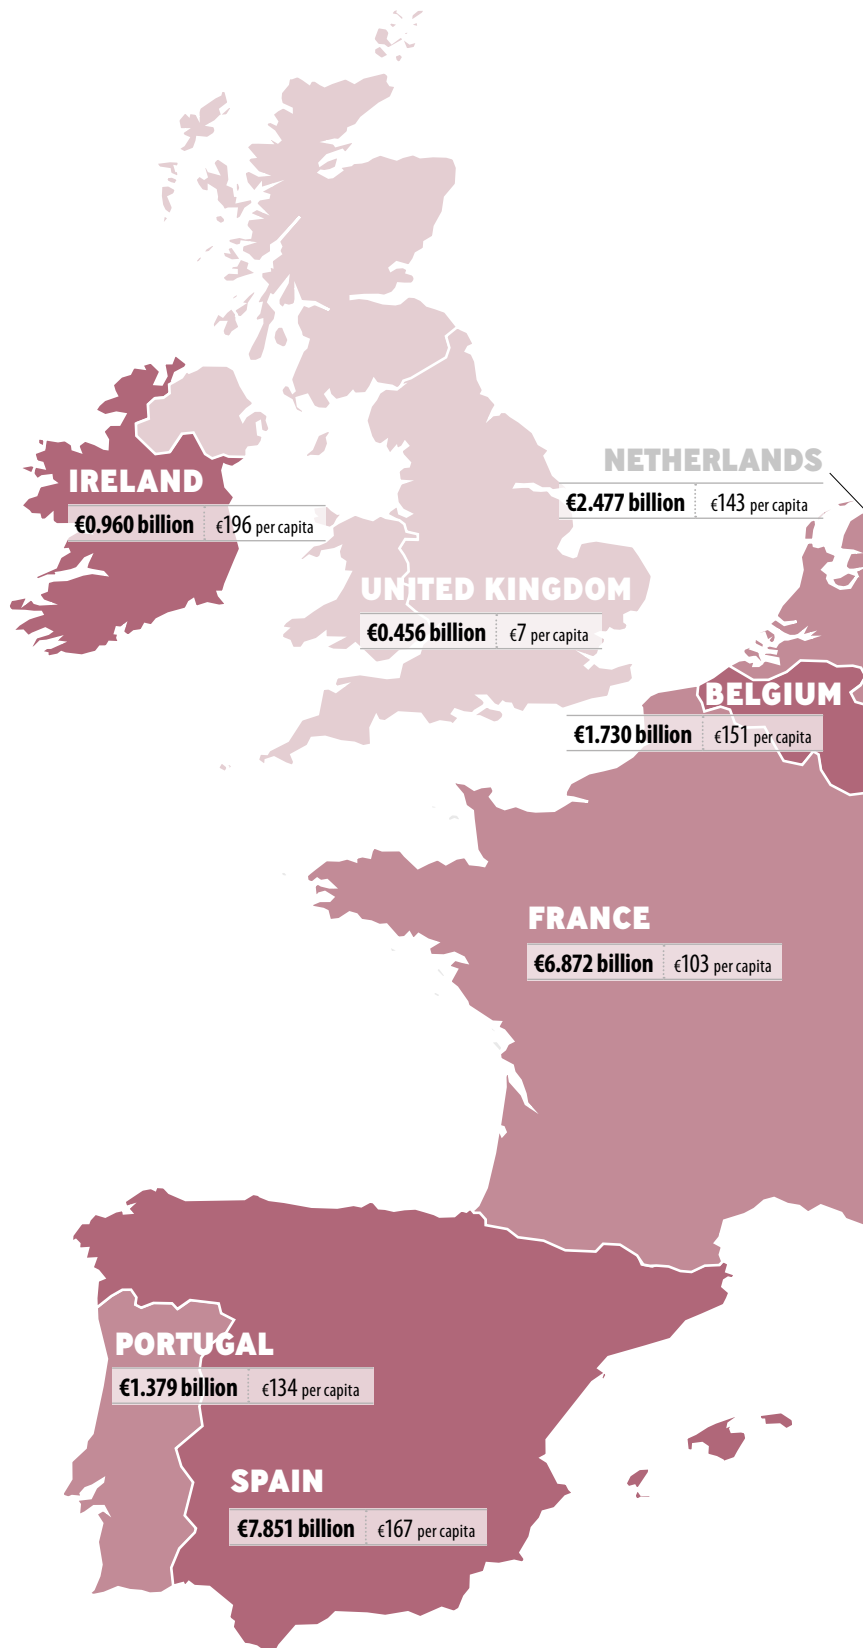 IRELAND
€0.960 billion €196 per capita
NETHERLANDS
€2.477 billion €143 per capita
UNITED KINGDOM
€0.456 billion €7 per capita
BELGIUM
€1.730 billion €151 per capita
FRANCE
€6.872 billion €103 per capita
PORTUGAL
€1.379 billion €134 per capita
SPAIN
€7.851 billion €167 per capita